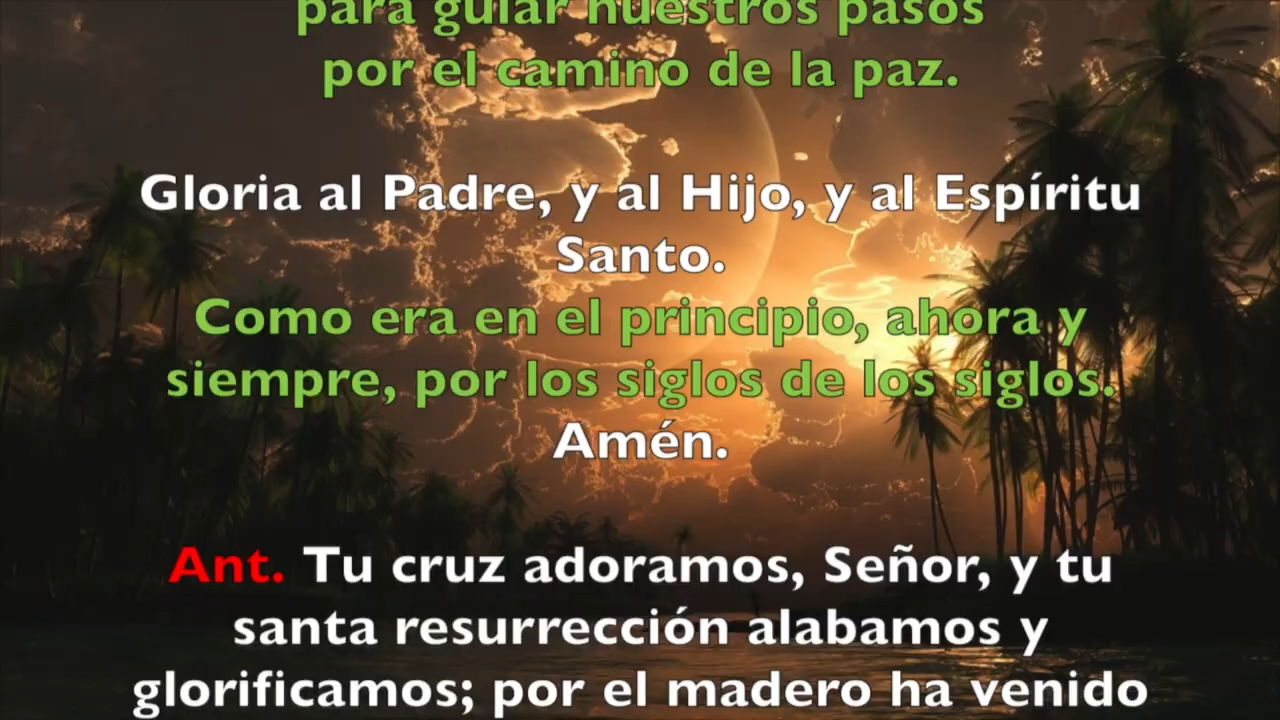 para guiar nuestros pasos
por el camino de la paz.
Gloria al Padre, y al Hijo, y al Espíritu
Santo.
Como era en el principio, ahora y
siempre, por los siglos de los siglos.
Amén.
Ant. Tu cruz adoramos, Señor, y tu
santa resurrección alabamos y
glorificamos; por el madero ha venido